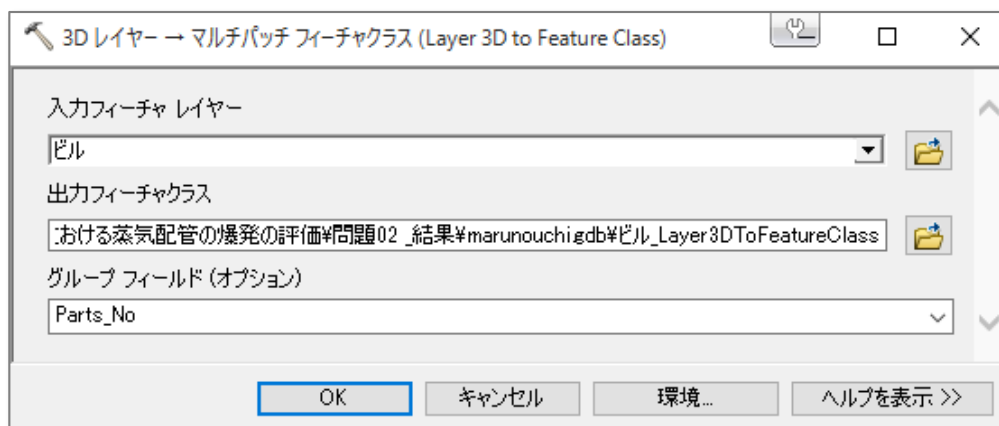 3D レイヤー → マルチパッチ フィーチャクラス (Layer 3D to Feature Class)
入力フィーチャ レイヤー
ビル
出力フィーチャクラス
おける蒸気配管の爆発の評価¥問題02 _結果¥marunouchi.gdb¥ビル_Layer3DToFeatureClass
グループ フィールド (オプション)
Parts_No
OK
キャンセル
環境...
ヘルプを表示 >>